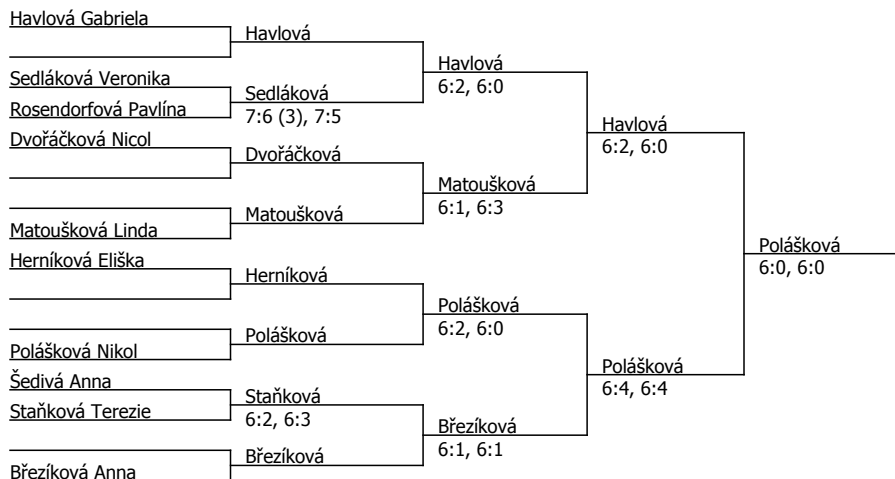 Havlová Gabriela
Havlová
Havlová
6:2, 6:0
Sedláková Veronika
Sedláková
7:6 (3), 7:5
Rosendorfová Pavlína
Havlová
6:2, 6:0
Dvořáčková Nicol
Dvořáčková
Matoušková
6:1, 6:3
Matoušková
Matoušková Linda
Polášková
6:0, 6:0
Herníková Eliška
Herníková
Polášková
6:2, 6:0
Polášková
Polášková Nikol
Polášková
6:4, 6:4
Šedivá Anna
Staňková
6:2, 6:3
Staňková Terezie
Březíková
6:1, 6:1
Březíková
Březíková Anna